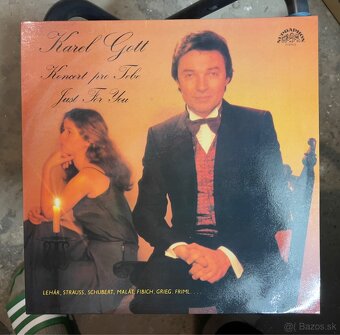 Karel Gott
SUPRAPHON
Koncert pro Tebe
Just For You
LEHÁR, STRAUSS, SCHUBERT, MALÁT, FIBICH, GRIEG, FRIML ...
Bazos.sk